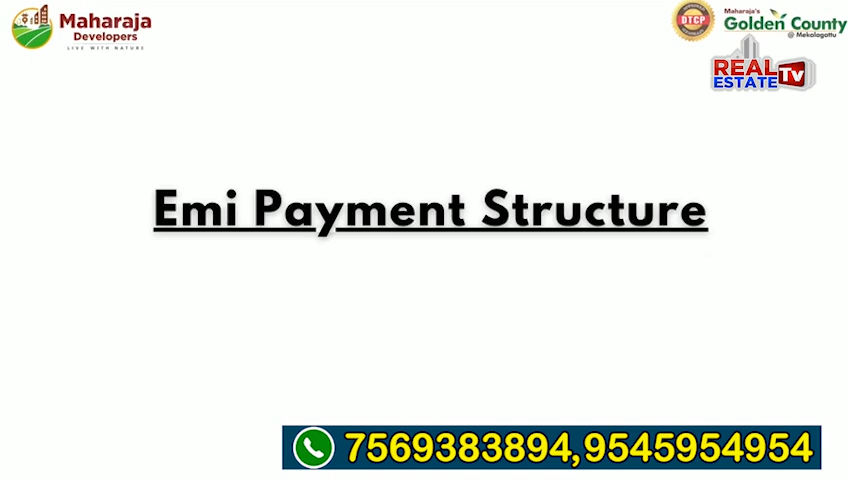 Maharaja
Developers
LIVE WITH NATURE
DTCP
Maharaja's
Golden County
@ Mekalagattu
REAL
ESTATE TV
Emi Payment Structure
7569383894,9545954954